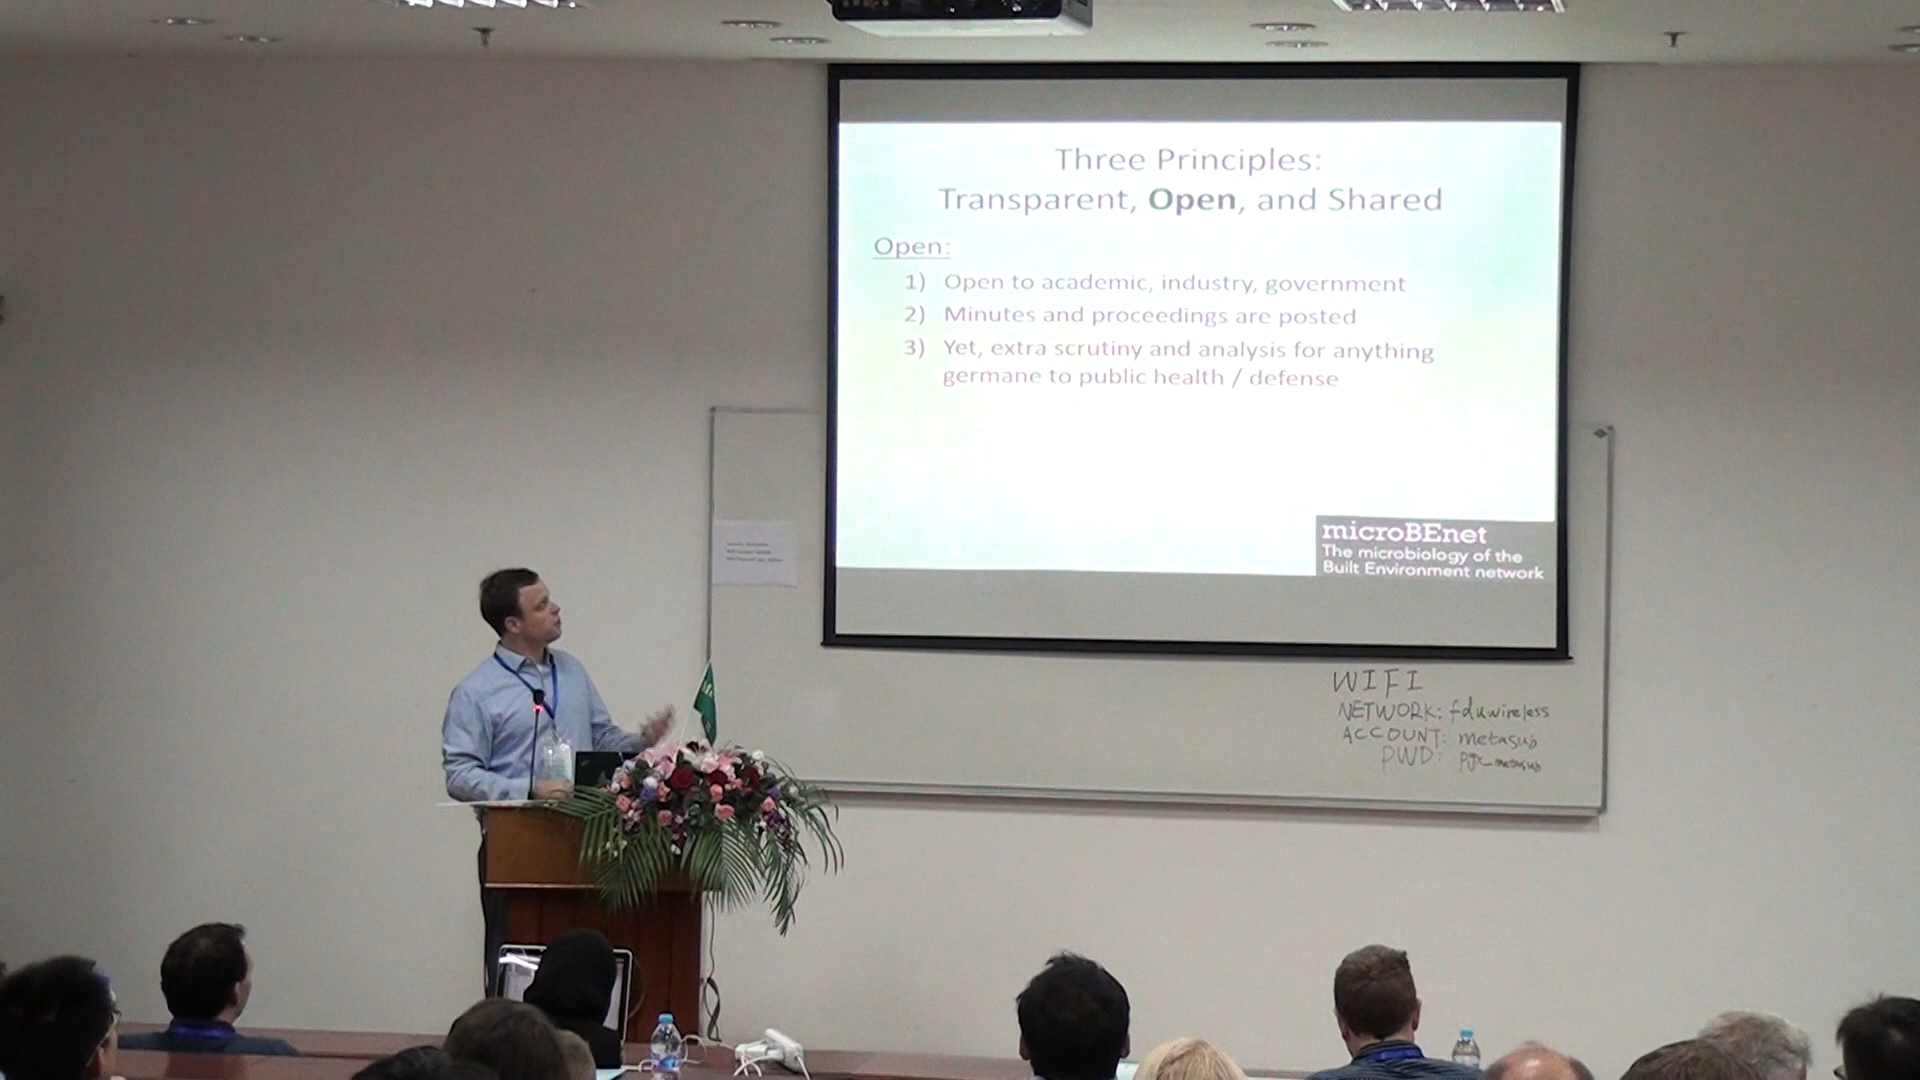 Three Principles:
Transparent, Open, and Shared
Open:
1) Open to academic, industry, government
2) Minutes and proceedings are posted
3) Yet, extra scrutiny and analysis for anything
germane to public health / defense
microBEnet
The microbiology of the
Built Environment network
WIFI
NETWORK: fduwireless
ACCOUNT: metasub
PWD: